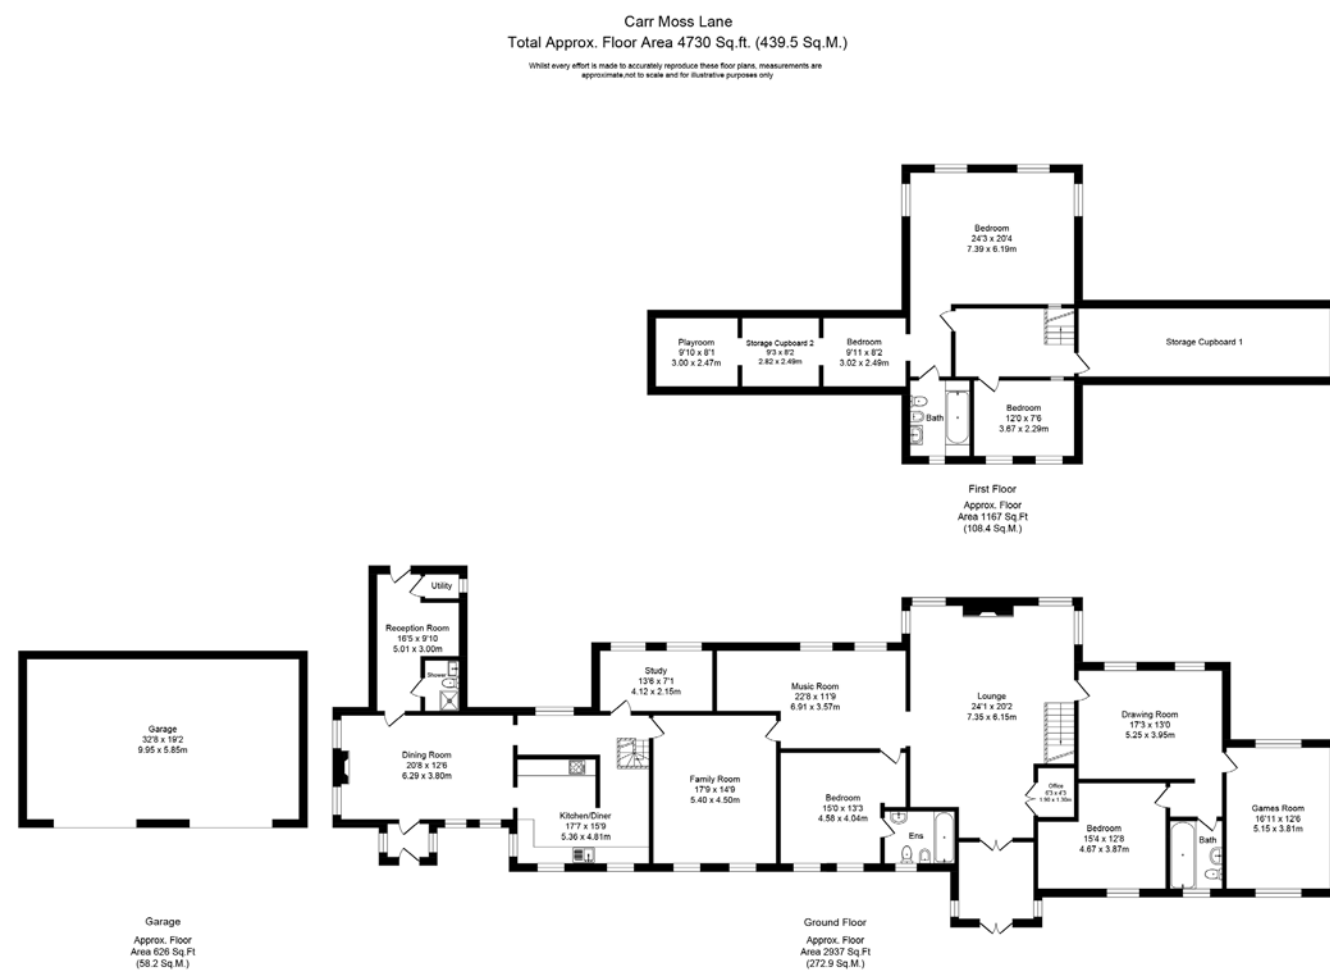 Carr Moss Lane
Total Approx. Floor Area 4730 Sq.ft. (439.5 Sq.M.)
Whilst every effort is made to accurately reproduce these floor plans, measurements are
approximate,not to scale and for illustrative purposes only
Bedroom
24'3 x 20'4
7.39 x 6.19m
Playroom
9'10 x 8'1
3.00 x 2.47m
Storage Cupboard 2
9'3 x 8'2
2.82 x 2.49m
Bedroom
9'11 x 8'2
3.02 x 2.49m
Storage Cupboard 1
Bath
Bedroom
12'0 x 7'6
3.67 x 2.29m
First Floor
Approx. Floor
Area 1167 Sq.Ft
(108.4 Sq.M.)
Utility
Reception Room
16'5 x 9'10
5.01 x 3.00m
Shower
Study
13'6 x 7'1
4.12 x 2.15m
Music Room
22'8 x 11'9
6.91 x 3.57m
Lounge
24'1 x 20'2
7.35 x 6.15m
Drawing Room
17'3 x 13'0
5.25 x 3.95m
Garage
32'8 x 19'2
9.95 x 5.85m
Dining Room
20'8 x 12'6
6.29 x 3.80m
Family Room
17'9 x 14'9
5.40 x 4.50m
Bedroom
15'0 x 13'3
4.58 x 4.04m
Office
6'3 x 4'3
1.90 x 1.30m
Kitchen/Diner
17'7 x 15'9
5.36 x 4.81m
Ens
Bedroom
15'4 x 12'8
4.67 x 3.87m
Bath
Games Room
16'11 x 12'6
5.15 x 3.81m
Garage
Approx. Floor
Area 626 Sq.Ft
(58.2 Sq.M.)
Ground Floor
Approx. Floor
Area 2937 Sq.Ft
(272.9 Sq.M.)